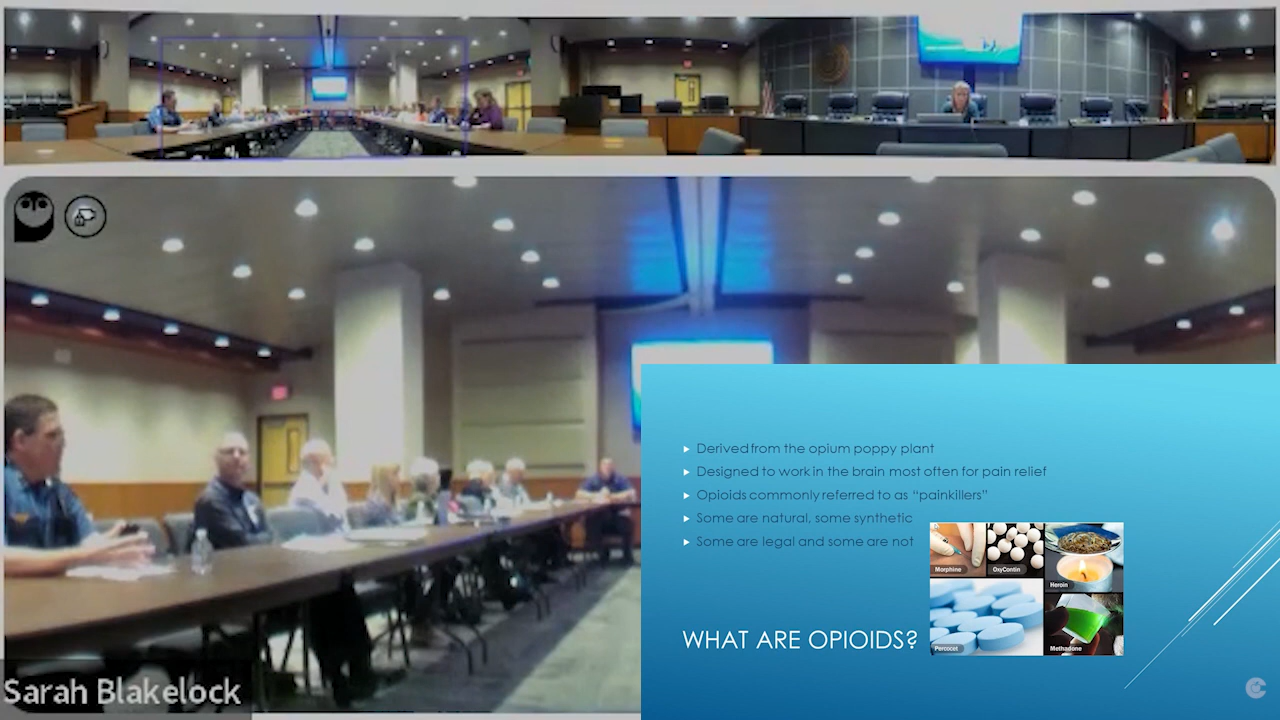 Derived from the opium poppy plant
Designed to work in the brain most often for pain relief
Opioids commonly referred to as “painkillers”
Some are natural, some synthetic
Some are legal and some are not
Morphine
OxyContin
Heroin
Percocet
Methadone
WHAT ARE OPIOIDS?
Sarah Blakelock